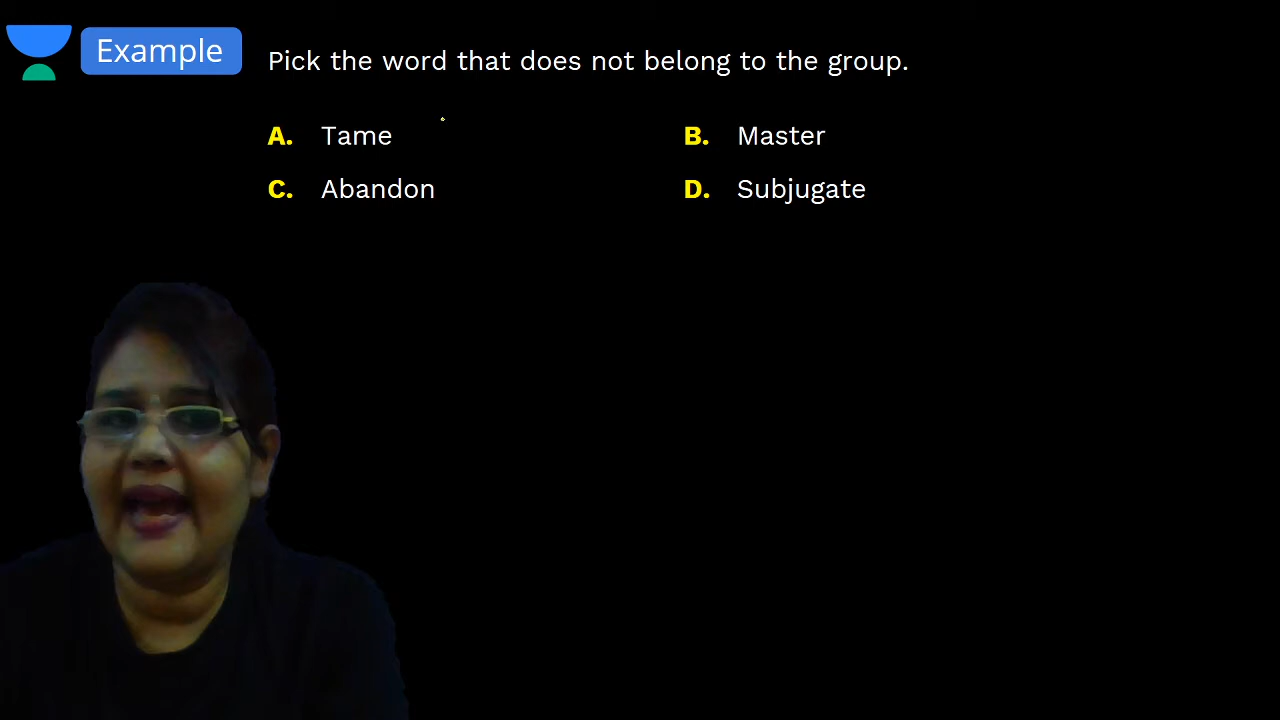 Example
Pick the word that does not belong to the group.
A. Tame
B. Master
C. Abandon
D. Subjugate